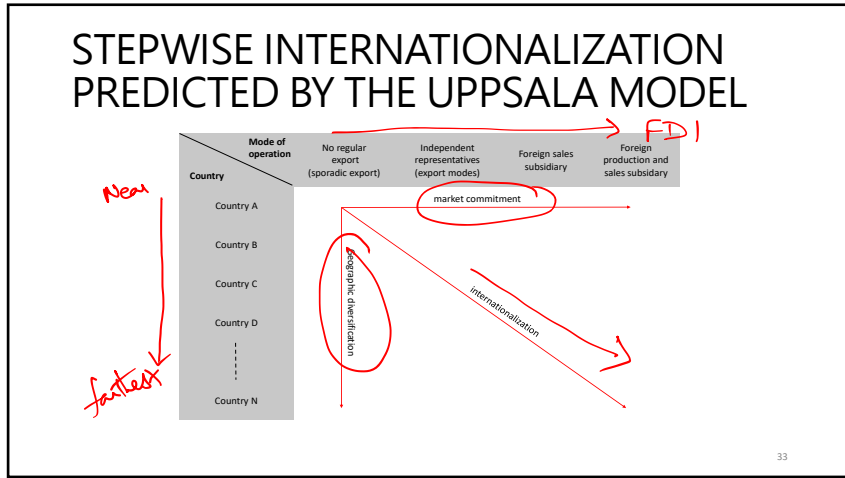 STEPWISE INTERNATIONALIZATION
PREDICTED BY THE UPPSALA MODEL
FDI
Mode of
operation
Country
No regular
export
(sporadic export)
Independent
representatives
(export modes)
Foreign sales
subsidiary
Foreign
production and
sales subsidary
Near
market commitment
Country A
Country B
Country C
Country D
Country N
Geographic diversification
internationalization
farthest
33